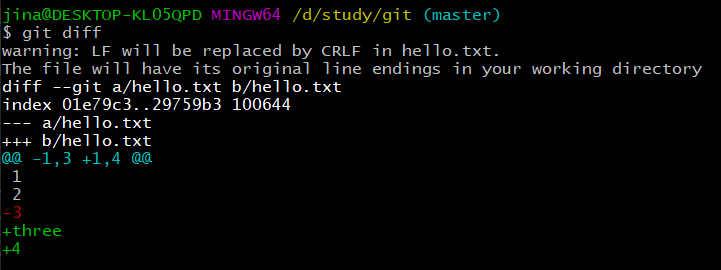 jina@DESKTOP-KL05QPD MINGW64 /d/study/git (master)
$ git diff
warning: LF will be replaced by CRLF in hello.txt.
The file will have its original line endings in your working directory
diff --git a/hello.txt b/hello.txt
index 01e79c3..29759b3 100644
--- a/hello.txt
+++ b/hello.txt
@@ -1,3 +1,4 @@
 1
 2
-3
+three
+4